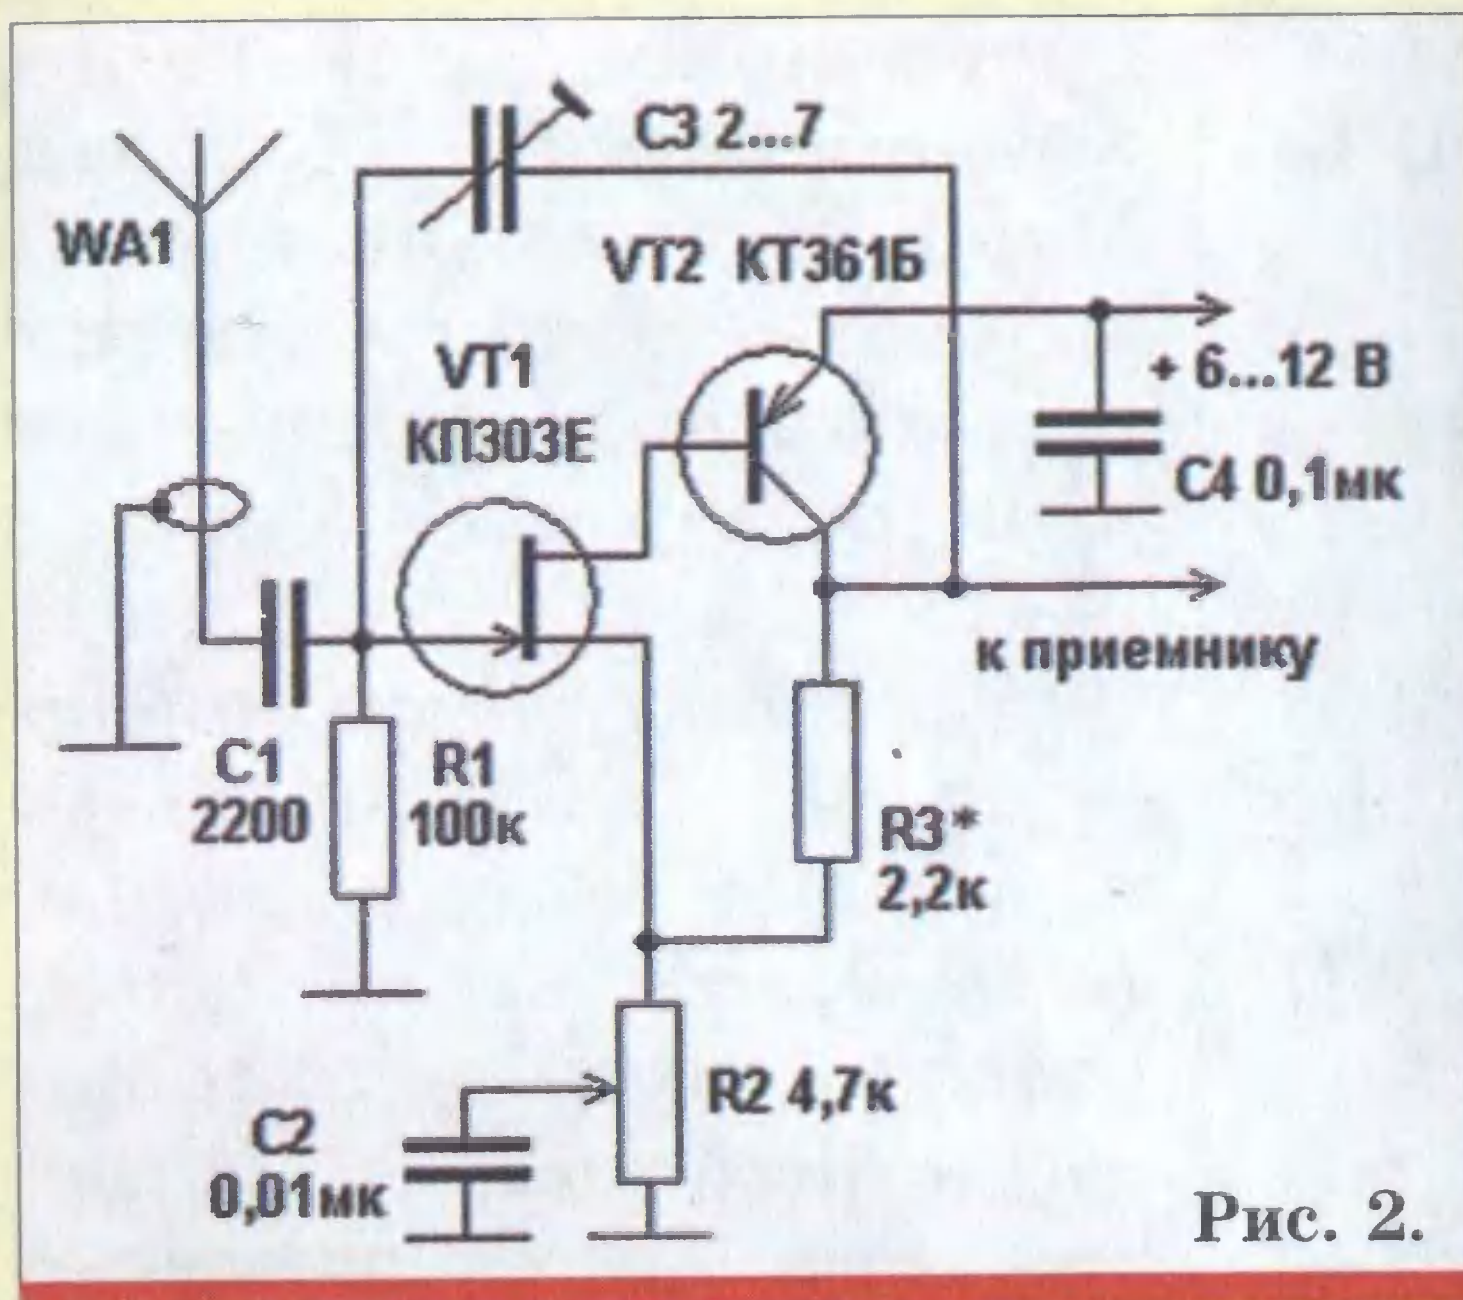 C3 2...7
WA1
VT2 КТ361Б
VT1
КП303Е
+ 6...12 В
C4 0,1мк
к приемнику
C1
2200
R1
100к
R3*
2,2к
R2 4,7к
C2
0,01мк
Рис. 2.